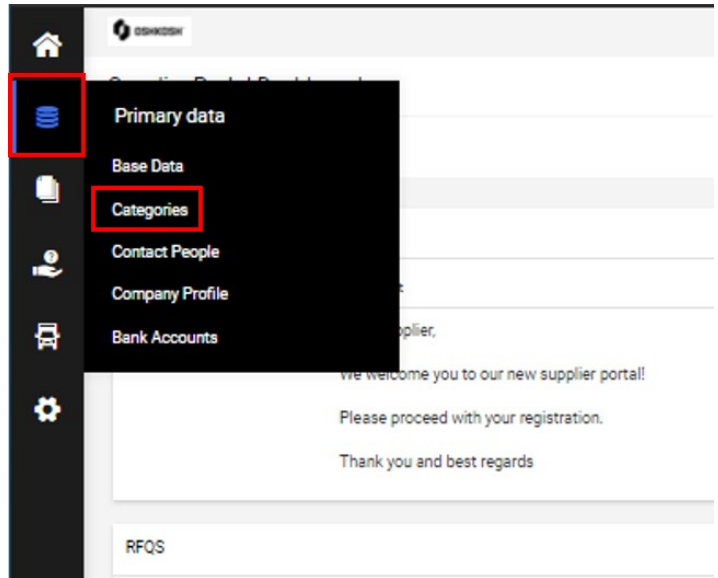 OSHKOSH
Primary data
Base Data
Categories
Contact People
Company Profile
Bank Accounts
We welcome you to our new supplier portal!
Please proceed with your registration.
Thank you and best regards
RFQS